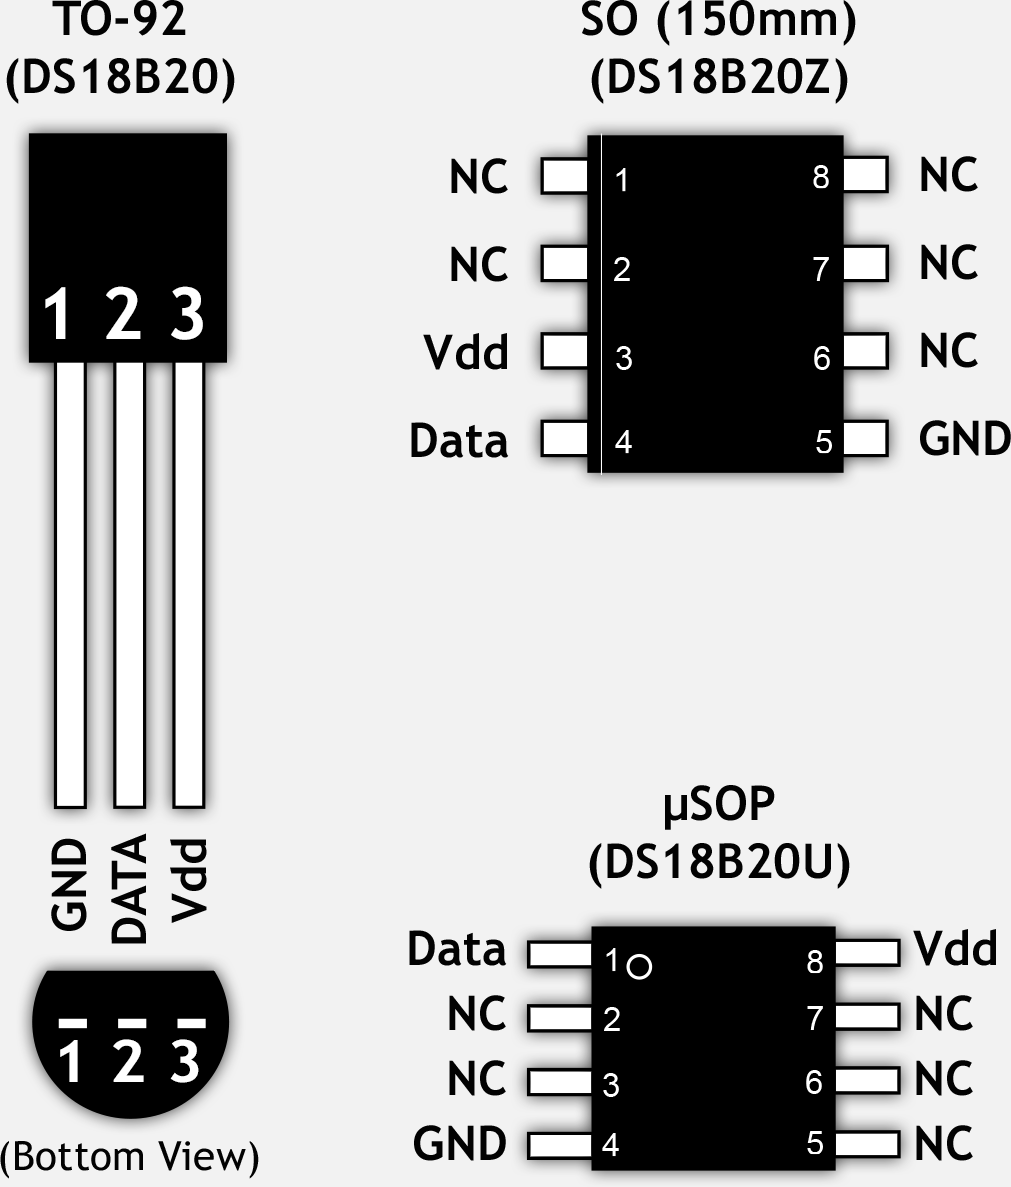 TO-92
(DS18B20)
1 2 3
GND
DATA
Vdd
1 2 3
(Bottom View)
SO (150mm)
(DS18B20Z)
NC 1 8 NC
NC 2 7 NC
Vdd 3 6 NC
Data 4 5 GND
µSOP
(DS18B20U)
Data 1 8 Vdd
NC 2 7 NC
NC 3 6 NC
GND 4 5 NC